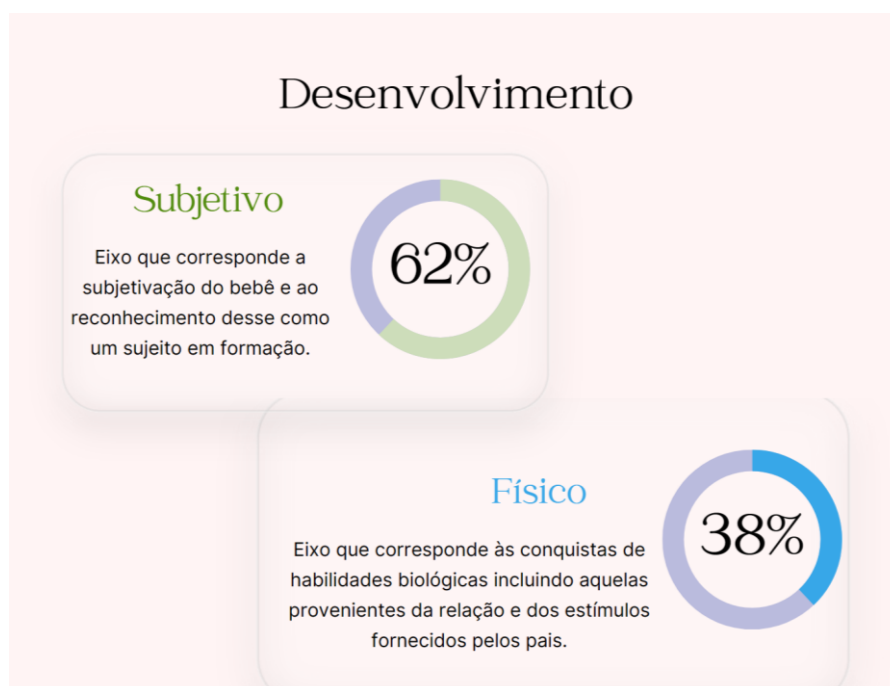 Desenvolvimento
Subjetivo
Eixo que corresponde a
subjetivação do bebê e ao
reconhecimento desse como
um sujeito em formação.
62%
Físico
Eixo que corresponde às conquistas de
habilidades biológicas incluindo aquelas
provenientes da relação e dos estímulos
fornecidos pelos pais.
38%